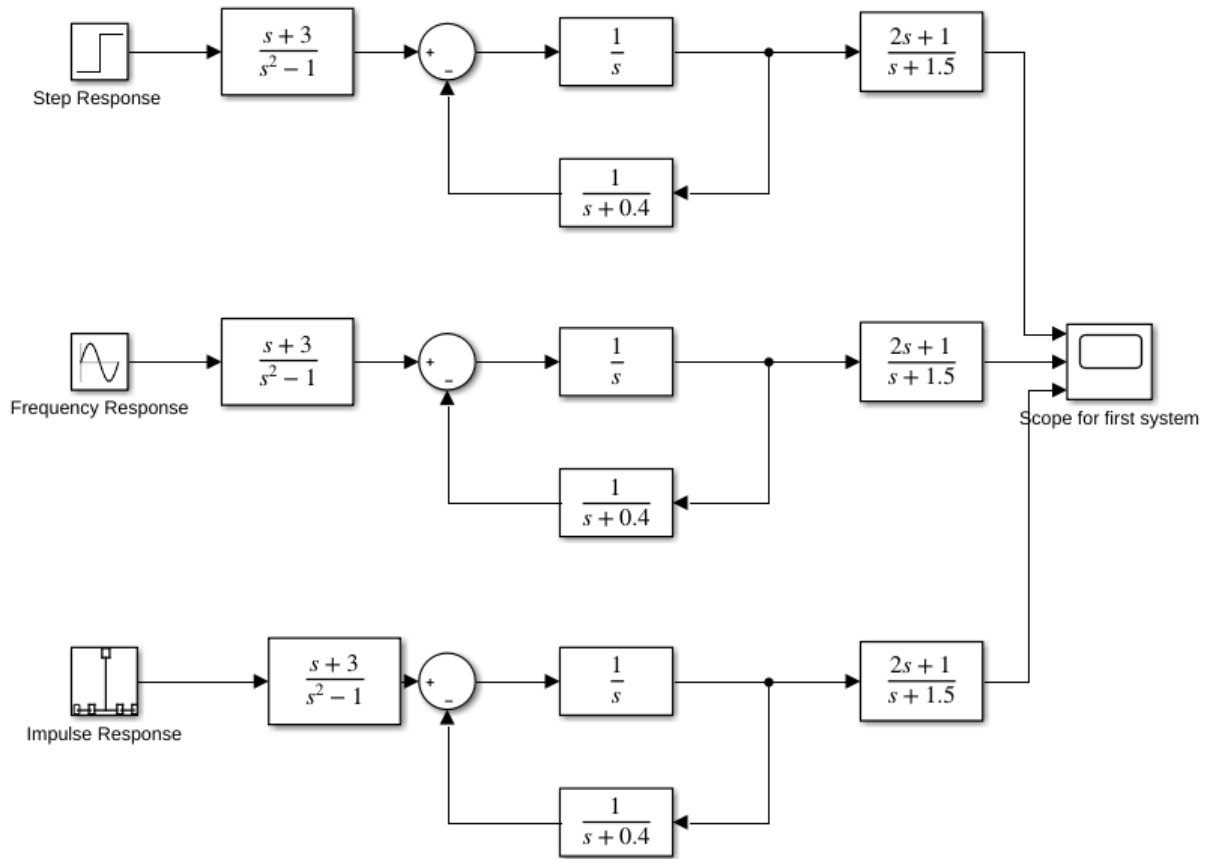 s + 3
s² − 1
+
−
1
s
2s + 1
s + 1.5
Step Response
1
s + 0.4
s + 3
s² − 1
+
−
1
s
2s + 1
s + 1.5
Frequency Response
Scope for first system
1
s + 0.4
s + 3
s² − 1
+
−
1
s
2s + 1
s + 1.5
Impulse Response
1
s + 0.4